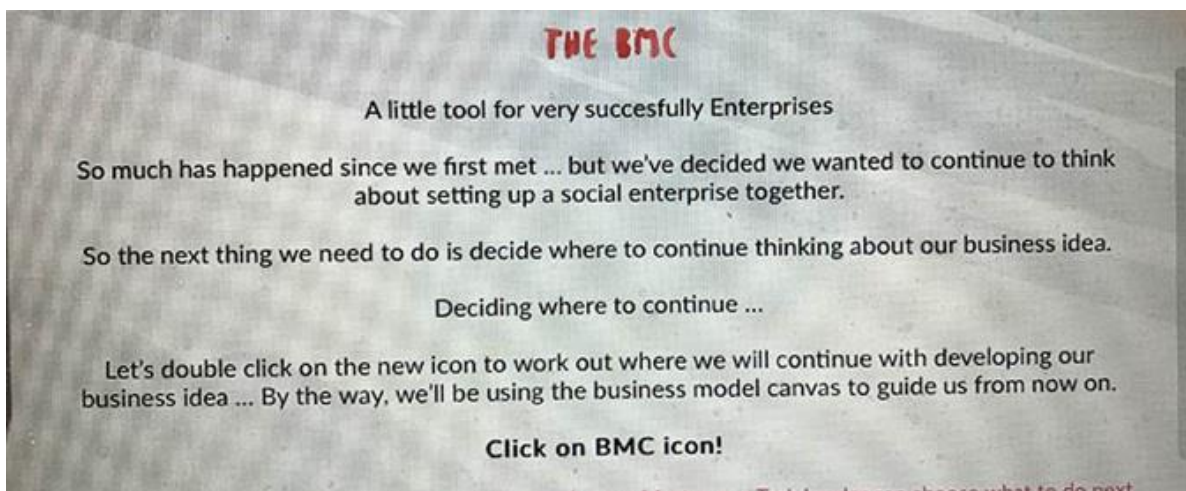 THE BMC
A little tool for very succesfully Enterprises
So much has happened since we first met ... but we've decided we wanted to continue to think
about setting up a social enterprise together.
So the next thing we need to do is decide where to continue thinking about our business idea.
Deciding where to continue ...
Let's double click on the new icon to work out where we will continue with developing our
business idea ... By the way, we'll be using the business model canvas to guide us from now on.
Click on BMC icon!
what to do next